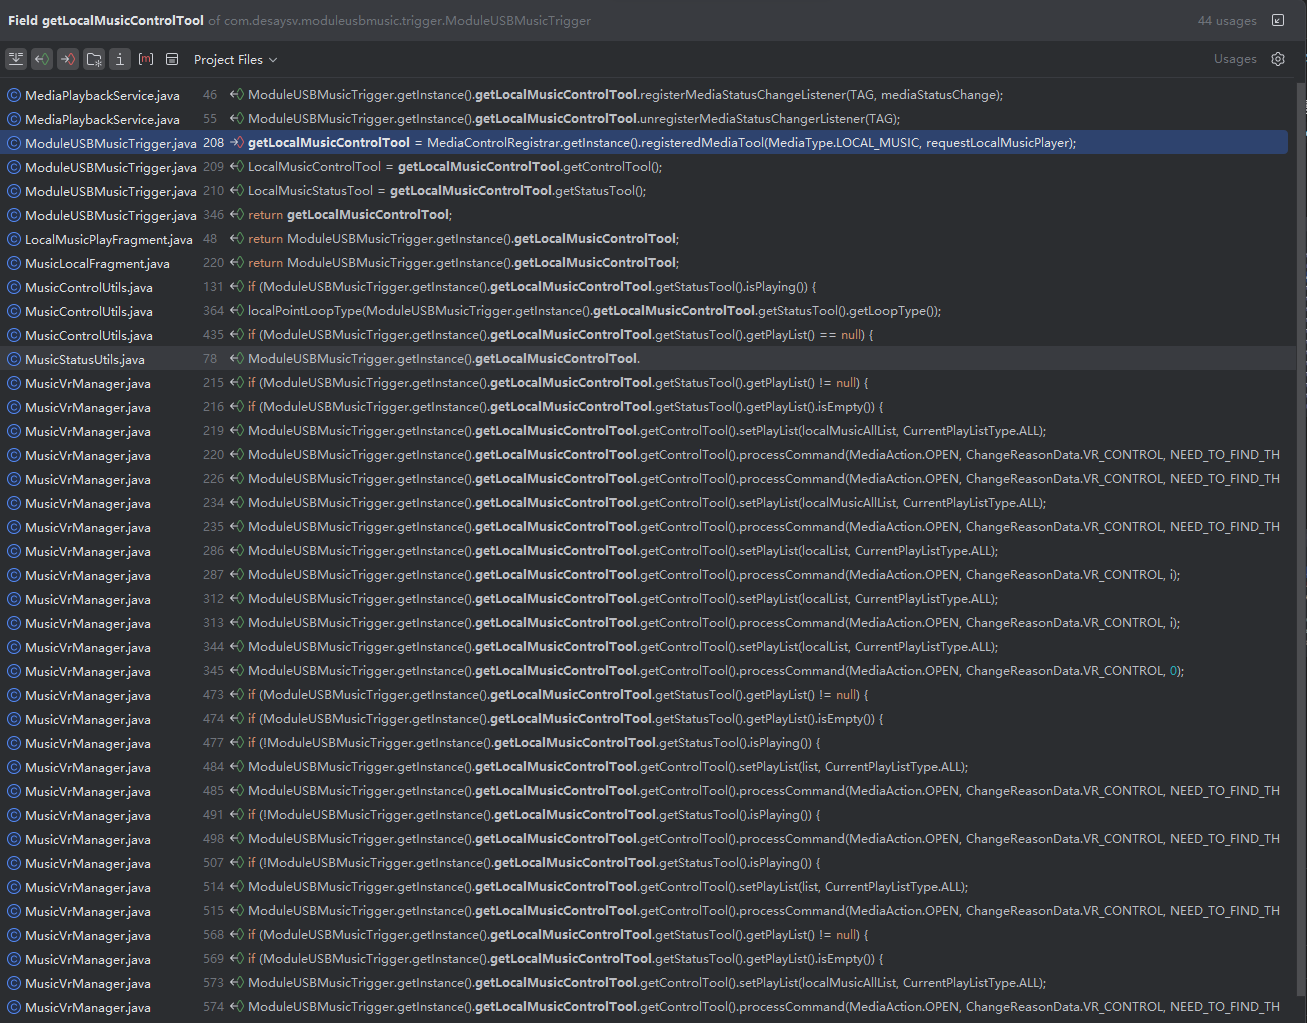 Field getLocalMusicControlTool of com.desaysv.moduleusbmusic.trigger.ModuleUSBMusicTrigger 44 usages
Project Files Usages
MediaPlaybackService.java 46 ModuleUSBMusicTrigger.getInstance().getLocalMusicControlTool.registerMediaStatusChangeListener(TAG, mediaStatusChange);
MediaPlaybackService.java 55 ModuleUSBMusicTrigger.getInstance().getLocalMusicControlTool.unregisterMediaStatusChangerListener(TAG);
ModuleUSBMusicTrigger.java 208 getLocalMusicControlTool = MediaControlRegistrar.getInstance().registeredMediaTool(MediaType.LOCAL_MUSIC, requestLocalMusicPlayer);
ModuleUSBMusicTrigger.java 209 LocalMusicControlTool = getLocalMusicControlTool.getControlTool();
ModuleUSBMusicTrigger.java 210 LocalMusicStatusTool = getLocalMusicControlTool.getStatusTool();
ModuleUSBMusicTrigger.java 346 return getLocalMusicControlTool;
LocalMusicPlayFragment.java 48 return ModuleUSBMusicTrigger.getInstance().getLocalMusicControlTool;
MusicLocalFragment.java 220 return ModuleUSBMusicTrigger.getInstance().getLocalMusicControlTool;
MusicControlUtils.java 131 if (ModuleUSBMusicTrigger.getInstance().getLocalMusicControlTool.getStatusTool().isPlaying()) {
MusicControlUtils.java 364 localPointLoopType(ModuleUSBMusicTrigger.getInstance().getLocalMusicControlTool.getStatusTool().getLoopType());
MusicControlUtils.java 435 if (ModuleUSBMusicTrigger.getInstance().getLocalMusicControlTool.getStatusTool().getPlayList() == null) {
MusicStatusUtils.java 78 ModuleUSBMusicTrigger.getInstance().getLocalMusicControlTool.
MusicVrManager.java 215 if (ModuleUSBMusicTrigger.getInstance().getLocalMusicControlTool.getStatusTool().getPlayList() != null) {
MusicVrManager.java 216 if (ModuleUSBMusicTrigger.getInstance().getLocalMusicControlTool.getStatusTool().getPlayList().isEmpty()) {
MusicVrManager.java 219 ModuleUSBMusicTrigger.getInstance().getLocalMusicControlTool.getControlTool().setPlayList(localMusicAllList, CurrentPlayListType.ALL);
MusicVrManager.java 220 ModuleUSBMusicTrigger.getInstance().getLocalMusicControlTool.getControlTool().processCommand(MediaAction.OPEN, ChangeReasonData.VR_CONTROL, NEED_TO_FIND_TH
MusicVrManager.java 226 ModuleUSBMusicTrigger.getInstance().getLocalMusicControlTool.getControlTool().processCommand(MediaAction.OPEN, ChangeReasonData.VR_CONTROL, NEED_TO_FIND_TH
MusicVrManager.java 234 ModuleUSBMusicTrigger.getInstance().getLocalMusicControlTool.getControlTool().setPlayList(localMusicAllList, CurrentPlayListType.ALL);
MusicVrManager.java 235 ModuleUSBMusicTrigger.getInstance().getLocalMusicControlTool.getControlTool().processCommand(MediaAction.OPEN, ChangeReasonData.VR_CONTROL, NEED_TO_FIND_TH
MusicVrManager.java 286 ModuleUSBMusicTrigger.getInstance().getLocalMusicControlTool.getControlTool().setPlayList(localList, CurrentPlayListType.ALL);
MusicVrManager.java 287 ModuleUSBMusicTrigger.getInstance().getLocalMusicControlTool.getControlTool().processCommand(MediaAction.OPEN, ChangeReasonData.VR_CONTROL, i);
MusicVrManager.java 312 ModuleUSBMusicTrigger.getInstance().getLocalMusicControlTool.getControlTool().setPlayList(localList, CurrentPlayListType.ALL);
MusicVrManager.java 313 ModuleUSBMusicTrigger.getInstance().getLocalMusicControlTool.getControlTool().processCommand(MediaAction.OPEN, ChangeReasonData.VR_CONTROL, i);
MusicVrManager.java 344 ModuleUSBMusicTrigger.getInstance().getLocalMusicControlTool.getControlTool().setPlayList(localList, CurrentPlayListType.ALL);
MusicVrManager.java 345 ModuleUSBMusicTrigger.getInstance().getLocalMusicControlTool.getControlTool().processCommand(MediaAction.OPEN, ChangeReasonData.VR_CONTROL, 0);
MusicVrManager.java 473 if (ModuleUSBMusicTrigger.getInstance().getLocalMusicControlTool.getStatusTool().getPlayList() != null) {
MusicVrManager.java 474 if (ModuleUSBMusicTrigger.getInstance().getLocalMusicControlTool.getStatusTool().getPlayList().isEmpty()) {
MusicVrManager.java 477 if (!ModuleUSBMusicTrigger.getInstance().getLocalMusicControlTool.getStatusTool().isPlaying()) {
MusicVrManager.java 484 ModuleUSBMusicTrigger.getInstance().getLocalMusicControlTool.getControlTool().setPlayList(list, CurrentPlayListType.ALL);
MusicVrManager.java 485 ModuleUSBMusicTrigger.getInstance().getLocalMusicControlTool.getControlTool().processCommand(MediaAction.OPEN, ChangeReasonData.VR_CONTROL, NEED_TO_FIND_TH
MusicVrManager.java 491 if (!ModuleUSBMusicTrigger.getInstance().getLocalMusicControlTool.getStatusTool().isPlaying()) {
MusicVrManager.java 498 ModuleUSBMusicTrigger.getInstance().getLocalMusicControlTool.getControlTool().processCommand(MediaAction.OPEN, ChangeReasonData.VR_CONTROL, NEED_TO_FIND_TH
MusicVrManager.java 507 if (!ModuleUSBMusicTrigger.getInstance().getLocalMusicControlTool.getStatusTool().isPlaying()) {
MusicVrManager.java 514 ModuleUSBMusicTrigger.getInstance().getLocalMusicControlTool.getControlTool().setPlayList(list, CurrentPlayListType.ALL);
MusicVrManager.java 515 ModuleUSBMusicTrigger.getInstance().getLocalMusicControlTool.getControlTool().processCommand(MediaAction.OPEN, ChangeReasonData.VR_CONTROL, NEED_TO_FIND_TH
MusicVrManager.java 568 if (ModuleUSBMusicTrigger.getInstance().getLocalMusicControlTool.getStatusTool().getPlayList() != null) {
MusicVrManager.java 569 if (ModuleUSBMusicTrigger.getInstance().getLocalMusicControlTool.getStatusTool().getPlayList().isEmpty()) {
MusicVrManager.java 573 ModuleUSBMusicTrigger.getInstance().getLocalMusicControlTool.getControlTool().setPlayList(localMusicAllList, CurrentPlayListType.ALL);
MusicVrManager.java 574 ModuleUSBMusicTrigger.getInstance().getLocalMusicControlTool.getControlTool().processCommand(MediaAction.OPEN, ChangeReasonData.VR_CONTROL, NEED_TO_FIND_TH